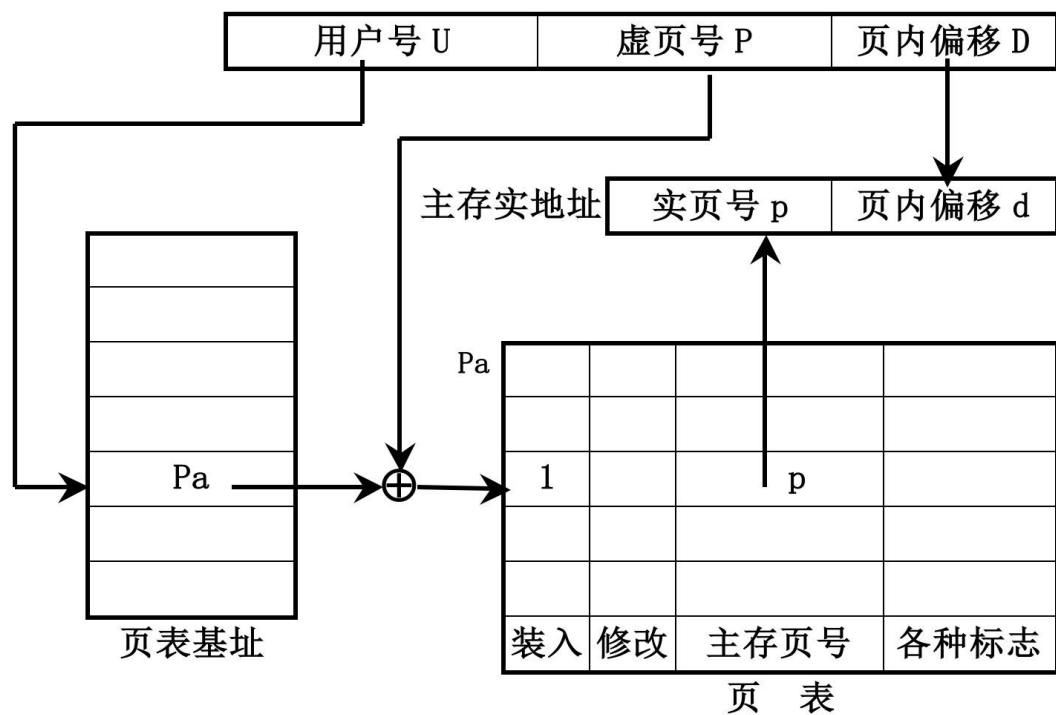 用户号 U 虚页号 P 页内偏移 D
主存实地址 实页号 p 页内偏移 d
Pa
Pa 1 p
页表基址 装入 修改 主存页号 各种标志
页 表